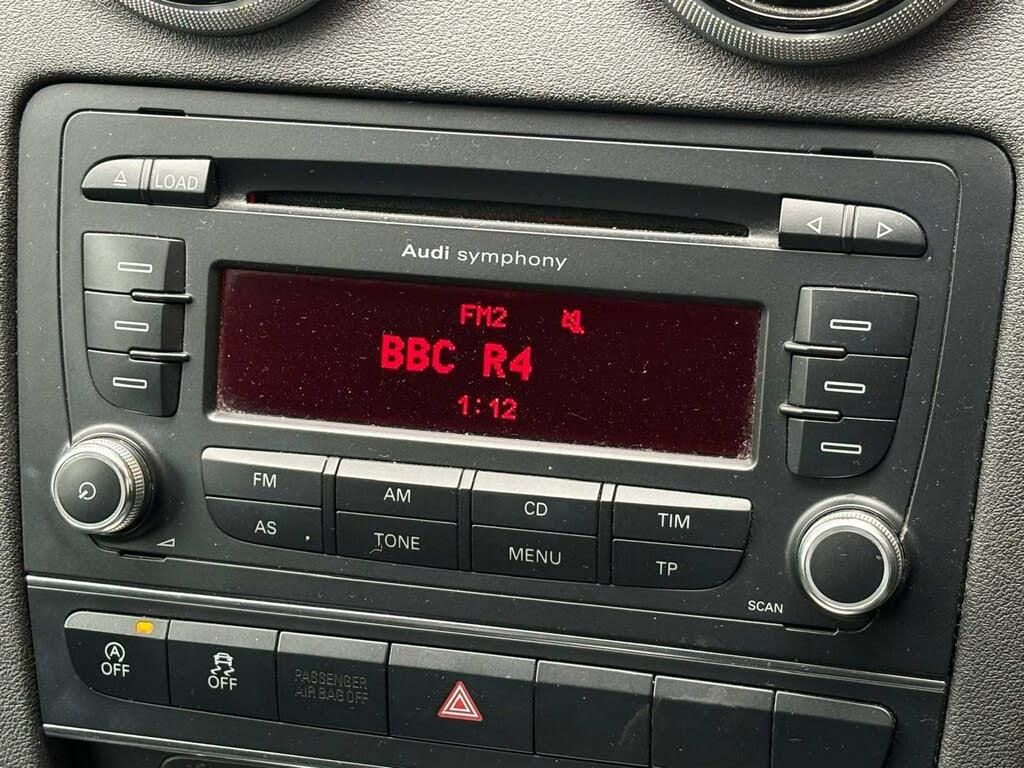 LOAD
Audi symphony
FM2
BBC R4
1:12
FM
AM
CD
TIM
AS
TONE
MENU
TP
SCAN
A
OFF
OFF
PASSENGER
AIR BAG OFF